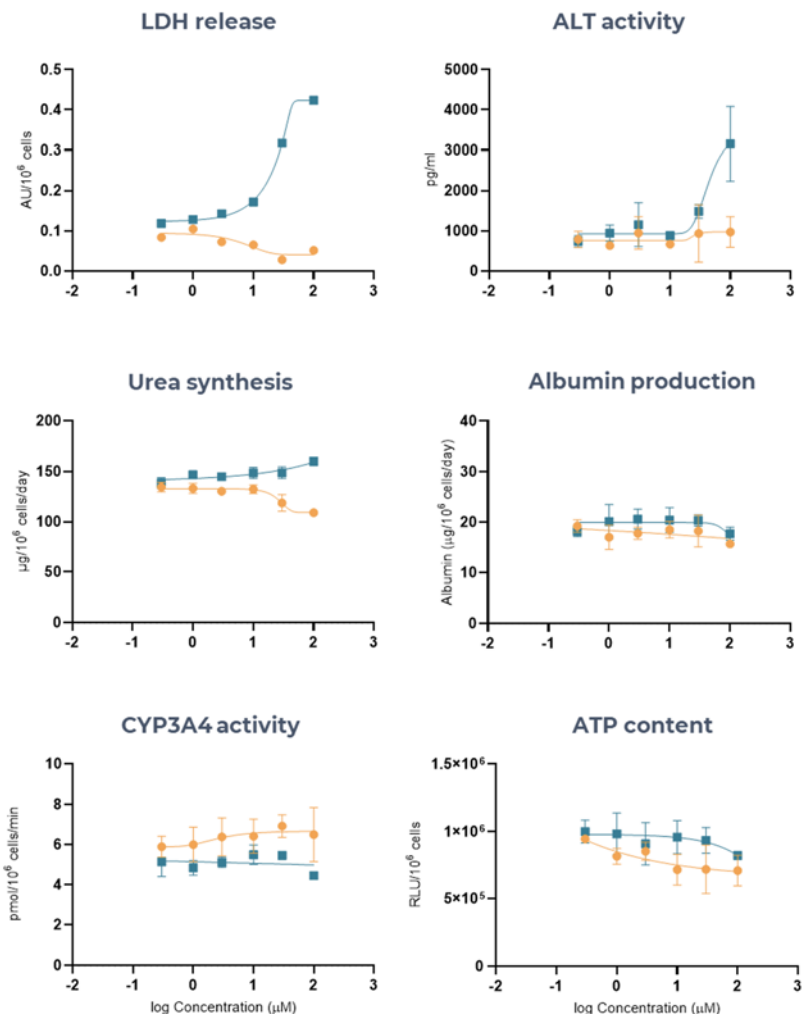 LDH release
AU/10⁶ cells
0.5
0.4
0.3
0.2
0.1
0.0
-2 -1 0 1 2 3
ALT activity
pg/ml
5000
4000
3000
2000
1000
0
-2 -1 0 1 2 3
Urea synthesis
µg/10⁶ cells/day
200
150
100
50
0
-2 -1 0 1 2 3
Albumin production
Albumin (µg/10⁶ cells/day)
40
30
20
10
0
-2 -1 0 1 2 3
CYP3A4 activity
pmol/10⁶ cells/min
10
8
6
4
2
0
-2 -1 0 1 2 3
log Concentration (µM)
ATP content
RLU/10⁶ cells
1.5×10⁶
1×10⁶
5×10⁵
0
-2 -1 0 1 2 3
log Concentration (µM)